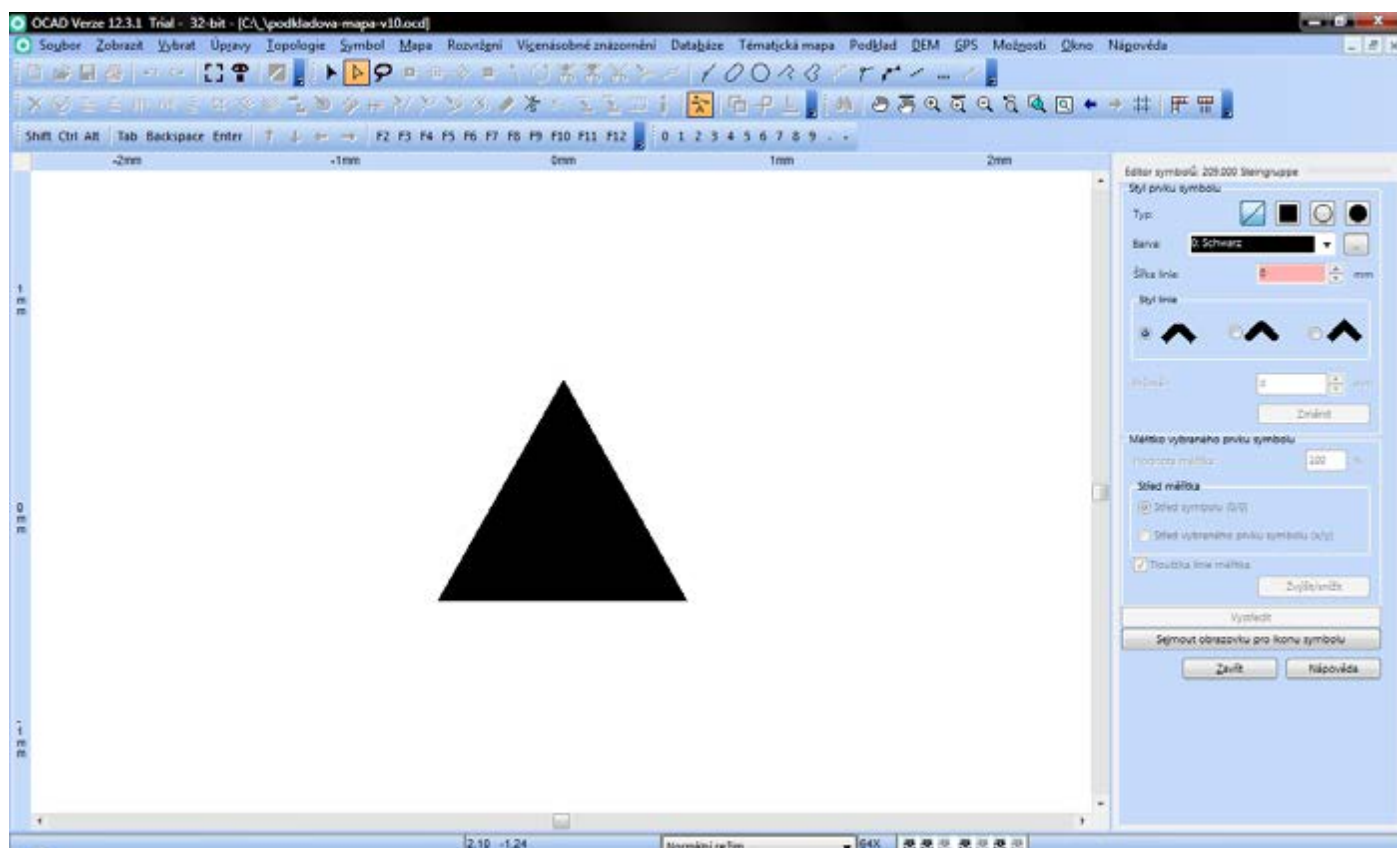 OCAD Verze 12.3.1 Trial - 32-bit - [C:\_\podkladova-mapa-v10.ocd]
Soubor Zobrazit Vybrat Úpravy Topologie Symbol Mapa Rozvržení Vícenásobné znázornění Databáze Tématická mapa Podklad DEM GPS Možnosti Okno Nápověda
Shift Ctrl Alt Tab Backspace Enter F2 F3 F4 F5 F6 F7 F8 F9 F10 F11 F12 0 1 2 3 4 5 6 7 8 9 . -
-2mm -1mm 0mm 1mm 2mm
Editor symbolů: 209.000 Steingruppe
Styl prvku symbolu
Typ:
Barva 0: Schwarz ...
Šířka linie 0 mm
Styl linie
1 mm
Průměr: 0 mm
Změnit
Měřítko vybraného prvku symbolu
Hodnota měřítka: 100 %
Střed měřítka
Střed symbolu (0/0)
0 mm
Střed vybraného prvku symbolu (x/y)
Tloušťka linie měřítka
Zvýšit/snížit
Vystředit
Sejmout obrazovku pro ikonu symbolu
Zavřít Nápověda
-1 mm
2.10 -1.24 Normální režim 64X